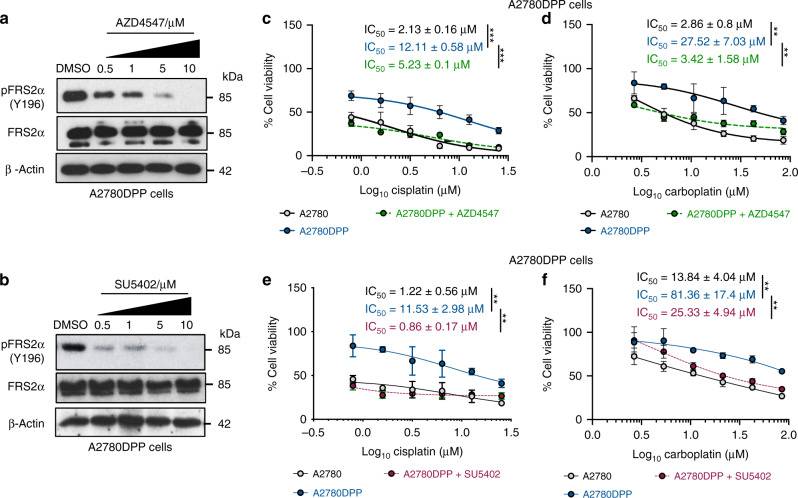 A2780DPP cells
a
AZD4547/μM
DMSO 0.5 1 5 10
kDa
pFRS2α
(Y196)
85
FRS2α
85
β -Actin
42
A2780DPP cells
c
IC50 = 2.13 ± 0.16 μM
IC50 = 12.11 ± 0.58 μM
IC50 = 5.23 ± 0.1 μM
***
***
150
100
50
0
% Cell viability
−0.5 0.0 0.5 1.0 1.5
Log10 cisplatin (μM)
A2780
A2780DPP + AZD4547
A2780DPP
d
IC50 = 2.86 ± 0.8 μM
IC50 = 27.52 ± 7.03 μM
IC50 = 3.42 ± 1.58 μM
**
**
150
100
50
0
% Cell viability
0.0 0.5 1.0 1.5 2.0
Log10 carboplatin (μM)
A2780
A2780DPP + AZD4547
A2780DPP
b
SU5402/μM
DMSO 0.5 1 5 10
kDa
pFRS2α
(Y196)
85
FRS2α
85
β-Actin
42
A2780DPP cells
A2780DPP cells
e
IC50 = 1.22 ± 0.56 μM
IC50 = 11.53 ± 2.98 μM
IC50 = 0.86 ± 0.17 μM
**
**
150
100
50
0
% Cell viability
−0.5 0.0 0.5 1.0 1.5
Log10 cisplatin (μM)
A2780
A2780DPP + SU5402
A2780DPP
f
IC50 = 13.84 ± 4.04 μM
IC50 = 81.36 ± 17.4 μM
IC50 = 25.33 ± 4.94 μM
**
**
150
100
50
0
% Cell viability
0.0 0.5 1.0 1.5 2.0
Log10 carboplatin (μM)
A2780
A2780DPP + SU5402
A2780DPP